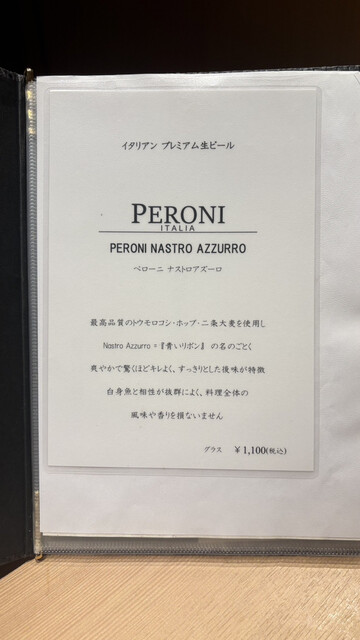 イタリアン プレミアム生ビール
PERONI
ITALIA
PERONI NASTRO AZZURRO
ペローニ ナストロアズーロ
最高品質のトウモロコシ・ホップ・二条大麦を使用し
Nastro Azzurro =『青いリボン』 の名のごとく
爽やかで驚くほどキレよく、すっきりとした後味が特徴
白身魚と相性が抜群によく、料理全体の
風味や香りを損ないません
グラス ￥1,100(税込)